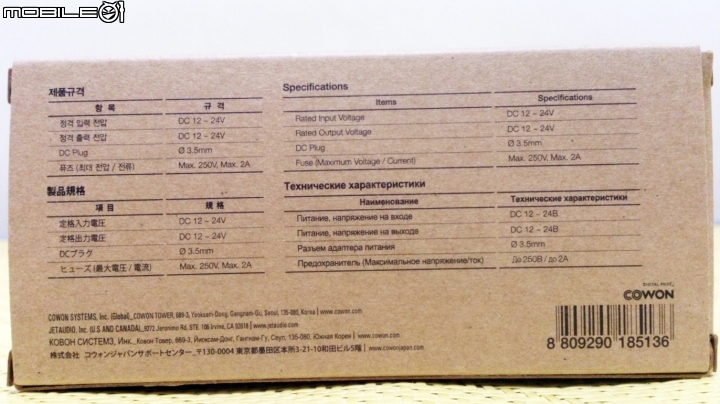 MOBILE01
제품규격
항 목 규 격
정격 입력 전압 DC 12 ~ 24V
정격 출력 전압 DC 12 ~ 24V
DC Plug Ø 3.5mm
퓨즈 (최대 전압 / 전류) Max. 250V, Max. 2A
製品規格
項 目 規 格
定格入力電圧 DC 12 ~ 24V
定格出力電圧 DC 12 ~ 24V
DCプラグ Ø 3.5mm
ヒューズ (最大電圧 / 電流) Max. 250V, Max. 2A
Specifications
Items Specifications
Rated Input Voltage DC 12 ~ 24V
Rated Output Voltage DC 12 ~ 24V
DC Plug Ø 3.5mm
Fuse (Maximum Voltage / Current) Max. 250V, Max. 2A
Технические характеристики
Наименование Технические характеристики
Питание, напряжение на входе DC 12 ~ 24В
Питание, напряжение на выходе DC 12 ~ 24В
Разъем адаптера питания Ø 3.5mm
Предохранитель (Максимальное напряжение/ток) До 250В / до 2А
COWON SYSTEMS, Inc. (Global)_COWON TOWER, 689-3, Yeoksam-Dong, Gangnam-Gu, Seoul, 135-080, Korea | www.cowon.com
JETAUDIO, Inc. (U.S AND CANADA)_9272 Jeronimo Rd. STE. 106 Irvine, CA 92618 | www.jetaudio.com
КОВОН СИСТЕМЗ, Инк._Ковон Товер, 689-3, Йоксам-Донг, Гангнам-Гу, Сеул, 135-080, Южная Корея | www.cowon.com
株式会社 コウォンジャパンサポートセンター_〒130-0004 東京都墨田区本所3-21-10和田ビル5階 | www.cowonjapan.com
DIGITAL PRIDE
COWON
8 809290 185136